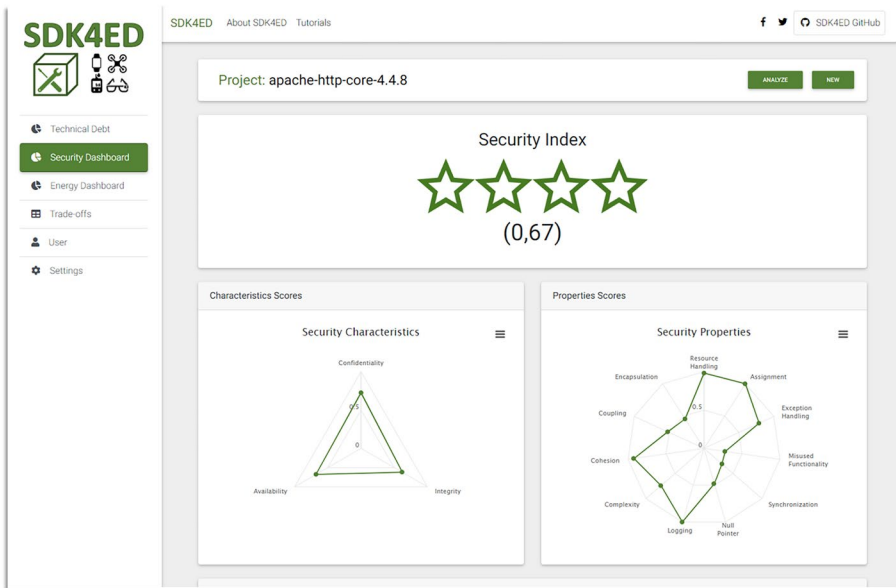 SDK4ED
SDK4ED About SDK4ED Tutorials
SDK4ED GitHub
Technical Debt
Security Dashboard
Energy Dashboard
Trade-offs
User
Settings
Project: apache-http-core-4.4.8
ANALYZE
NEW
Security Index
(0,67)
Characteristics Scores
Security Characteristics
Confidentiality
0.5
0
Availability
Integrity
Properties Scores
Security Properties
Resource
Handling
Encapsulation
Assignment
0.5
Coupling
Exception
Handling
0
Cohesion
Misused
Functionality
Complexity
Synchronization
Logging
Null
Pointer